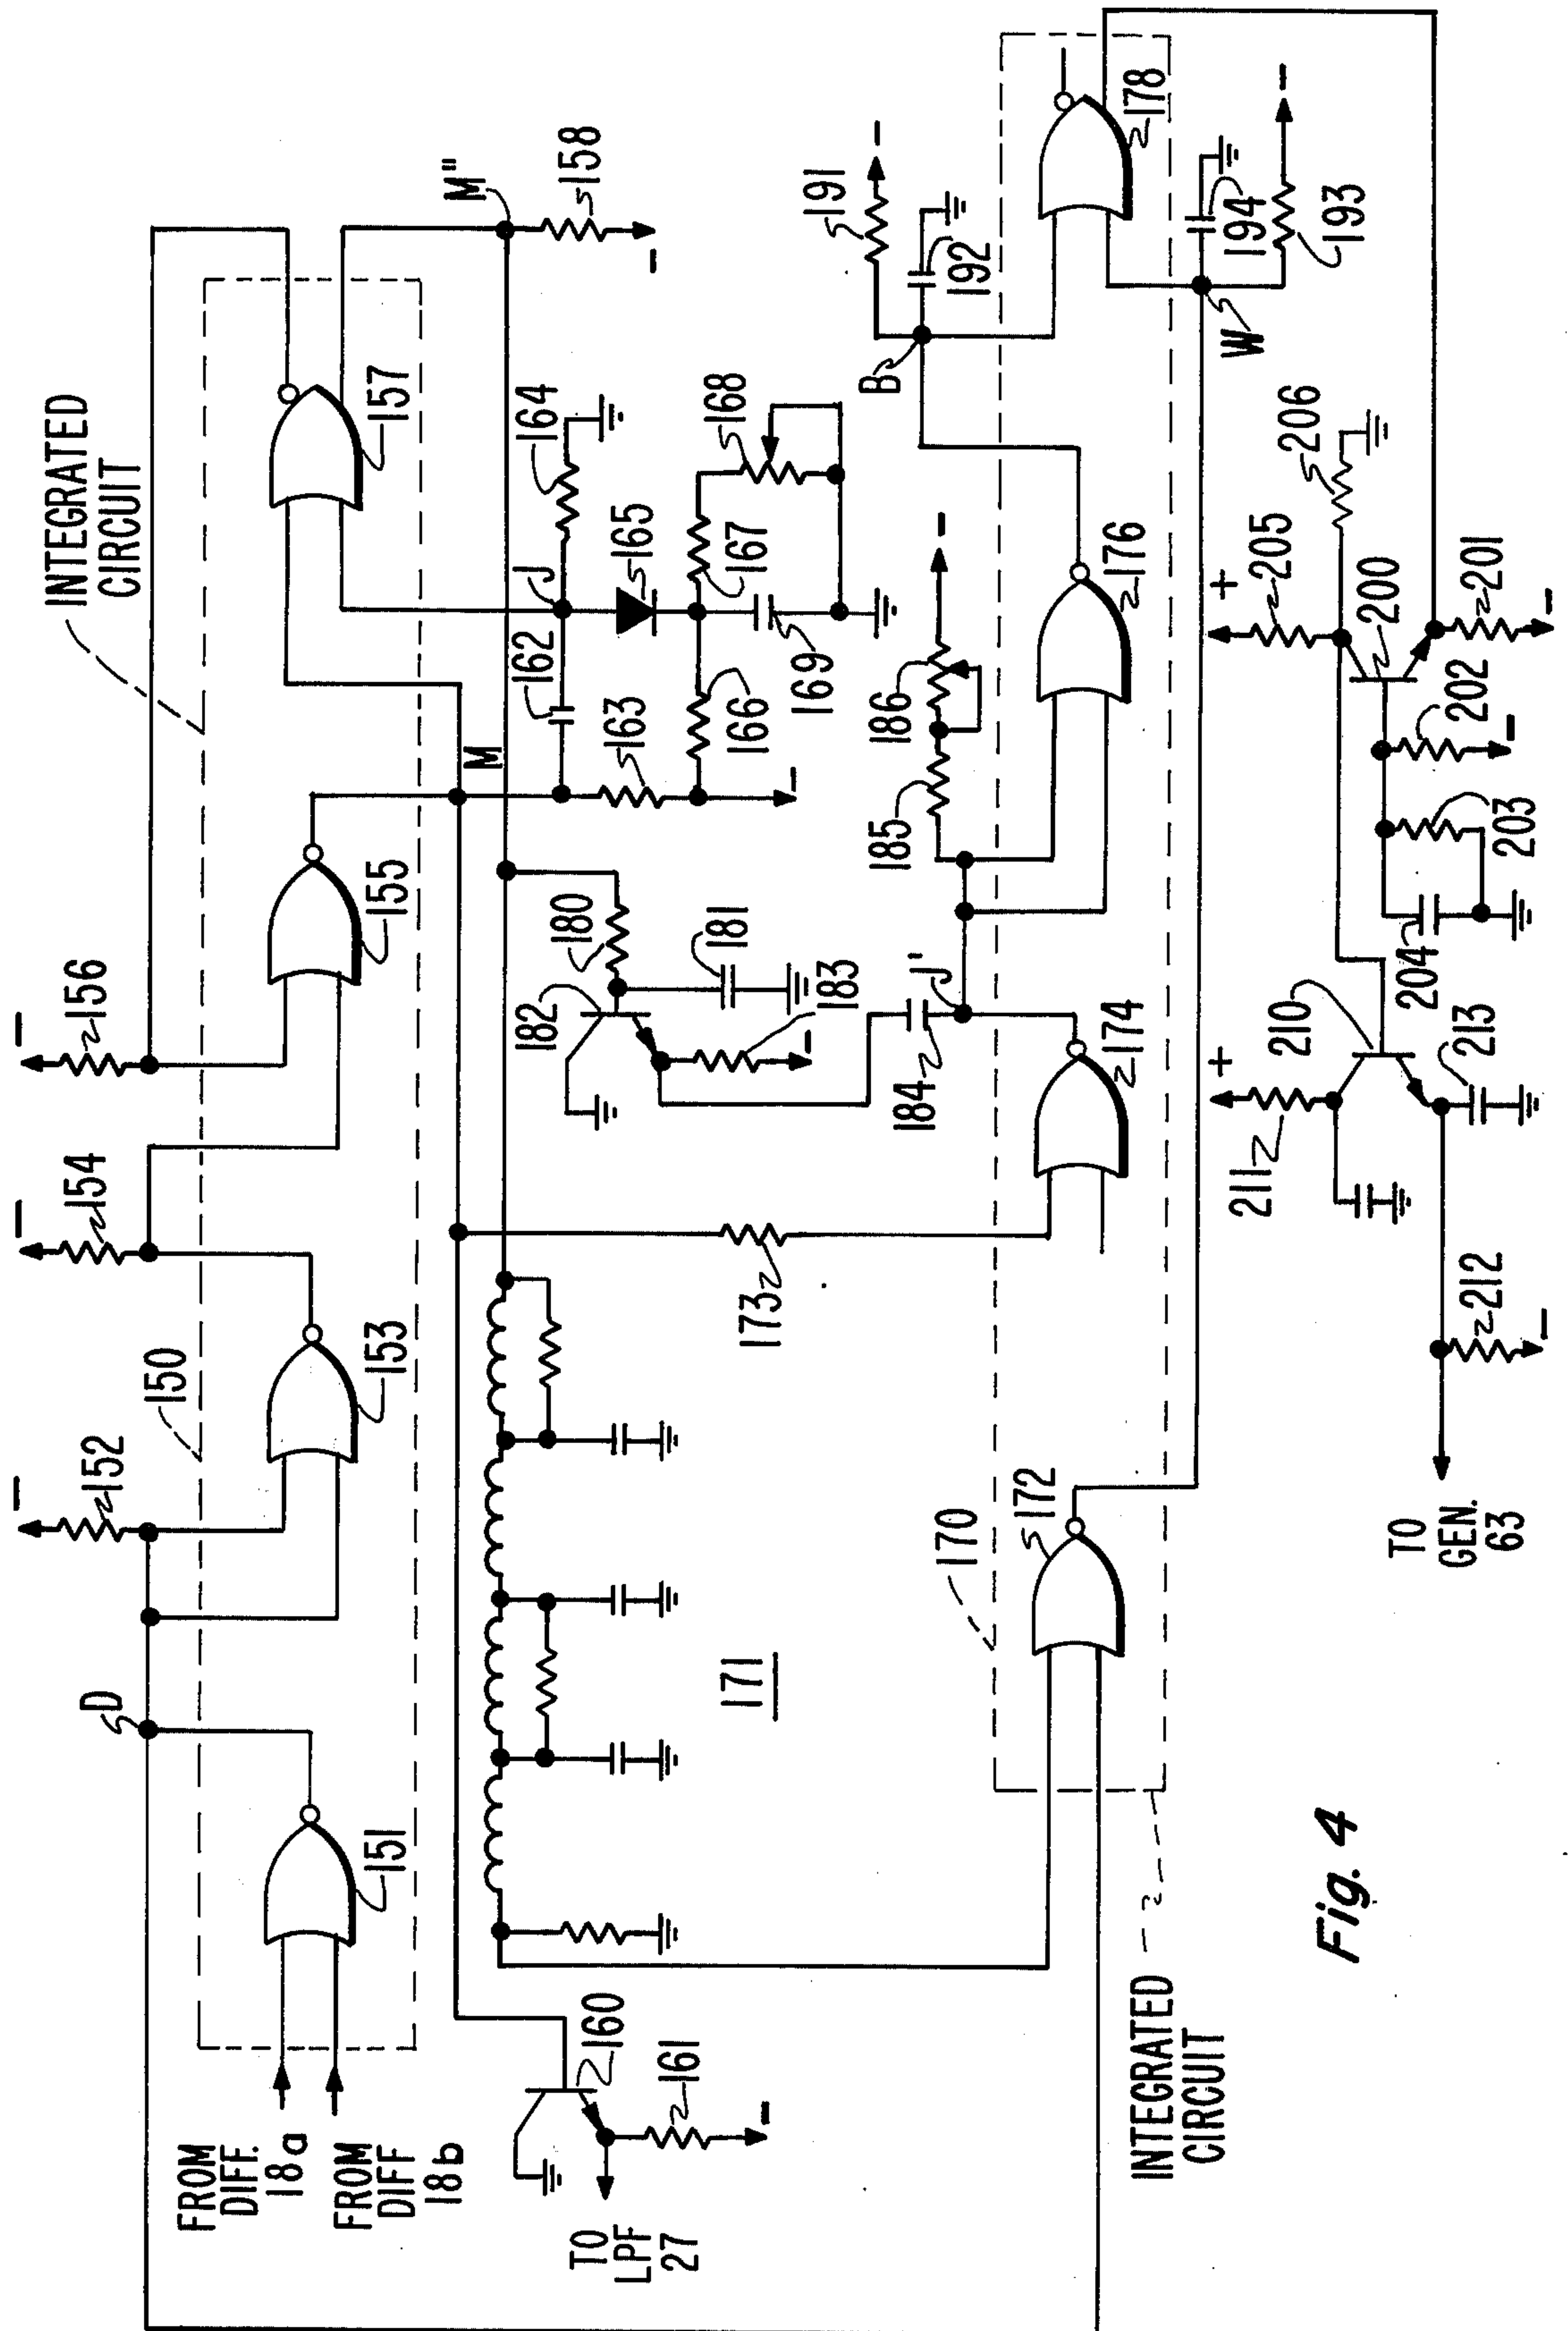 INTEGRATED
CIRCUIT
150
152
154
156
D
151
153
155
157
FROM
DIFF.
18a
FROM
DIFF
18b
M
M"
158
160
161
TO
LPF
27
162
163
164
J
165
166
167
168
169
171
173
180
181
182
183
184
J'
185
186
191
192
B
170
172
174
176
178
INTEGRATED
CIRCUIT
W
194
193
+
205
206
200
201
202
203
204
+
210
211
213
212
TO
GEN.
63
Fig. 4